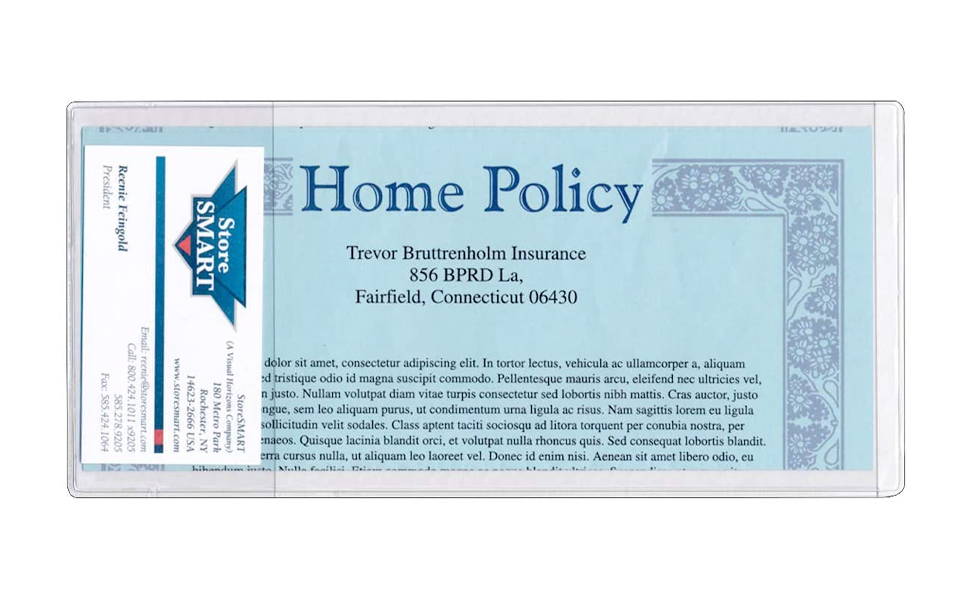 Home Policy
Trevor Bruttrenholm Insurance
856 BPRD La,
Fairfield, Connecticut 06430
dolor sit amet, consectetur adipiscing elit. In tortor lectus, vehicula ac ullamcorper a, aliquam
tristique odio id magna suscipit commodo. Pellentesque mauris arcu, eleifend nec ultricies vel,
justo. Nullam volutpat diam vitae turpis consectetur sed lobortis nibh mattis. Cras auctor, justo
sem leo aliquam purus, ut condimentum urna ligula ac risus. Nam sagittis lorem eu ligula
sollicitudin velit sodales. Class aptent taciti sociosqu ad litora torquent per conubia nostra, per
Quisque lacinia blandit orci, et volutpat nulla rhoncus quis. Sed consequat lobortis blandit.
cursus nulla, ut aliquam leo laoreet vel. Donec id enim nisi. Aenean sit amet libero odio, eu
Store
SMART
StoreSMART
(A Visual Horizons Company)
180 Metro Park
Rochester, NY
14623-2666 USA
www.storesmart.com
Reenie Feingold
President
Email: reenie@storesmart.com
Call: 800.424.1011 x9205
585.278.9205
Fax: 585.424.1064